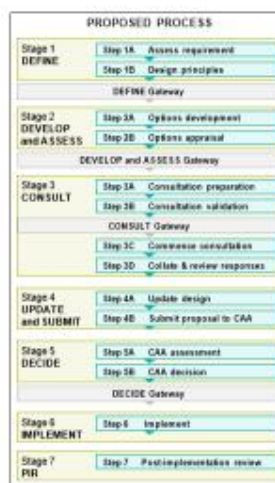 PROPOSED PROCESS
Stage 1
DEFINE
Step 1A Assess requirement
Step 1B Design principles
DEFINE Gateway
Stage 2
DEVELOP
and ASSESS
Step 2A Options development
Step 2B Options appraisal
DEVELOP and ASSESS Gateway
Stage 3
CONSULT
Step 3A Consultation preparation
Step 3B Consultation validation
CONSULT Gateway
Step 3C Commence consultation
Step 3D Collate & review responses
Stage 4
UPDATE
and SUBMIT
Step 4A Update design
Step 4B Submit proposal to CAA
Stage 5
DECIDE
Step 5A CAA assessment
Step 5B CAA decision
DECIDE Gateway
Stage 6
IMPLEMENT
Step 6 Implement
Stage 7
PIR
Step 7 Post-implementation review